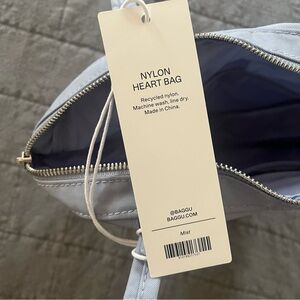 NYLON
HEART BAG
Recycled nylon.
Machine wash, line dry.
Made in China.
@BAGGU
BAGGU.COM
Mist